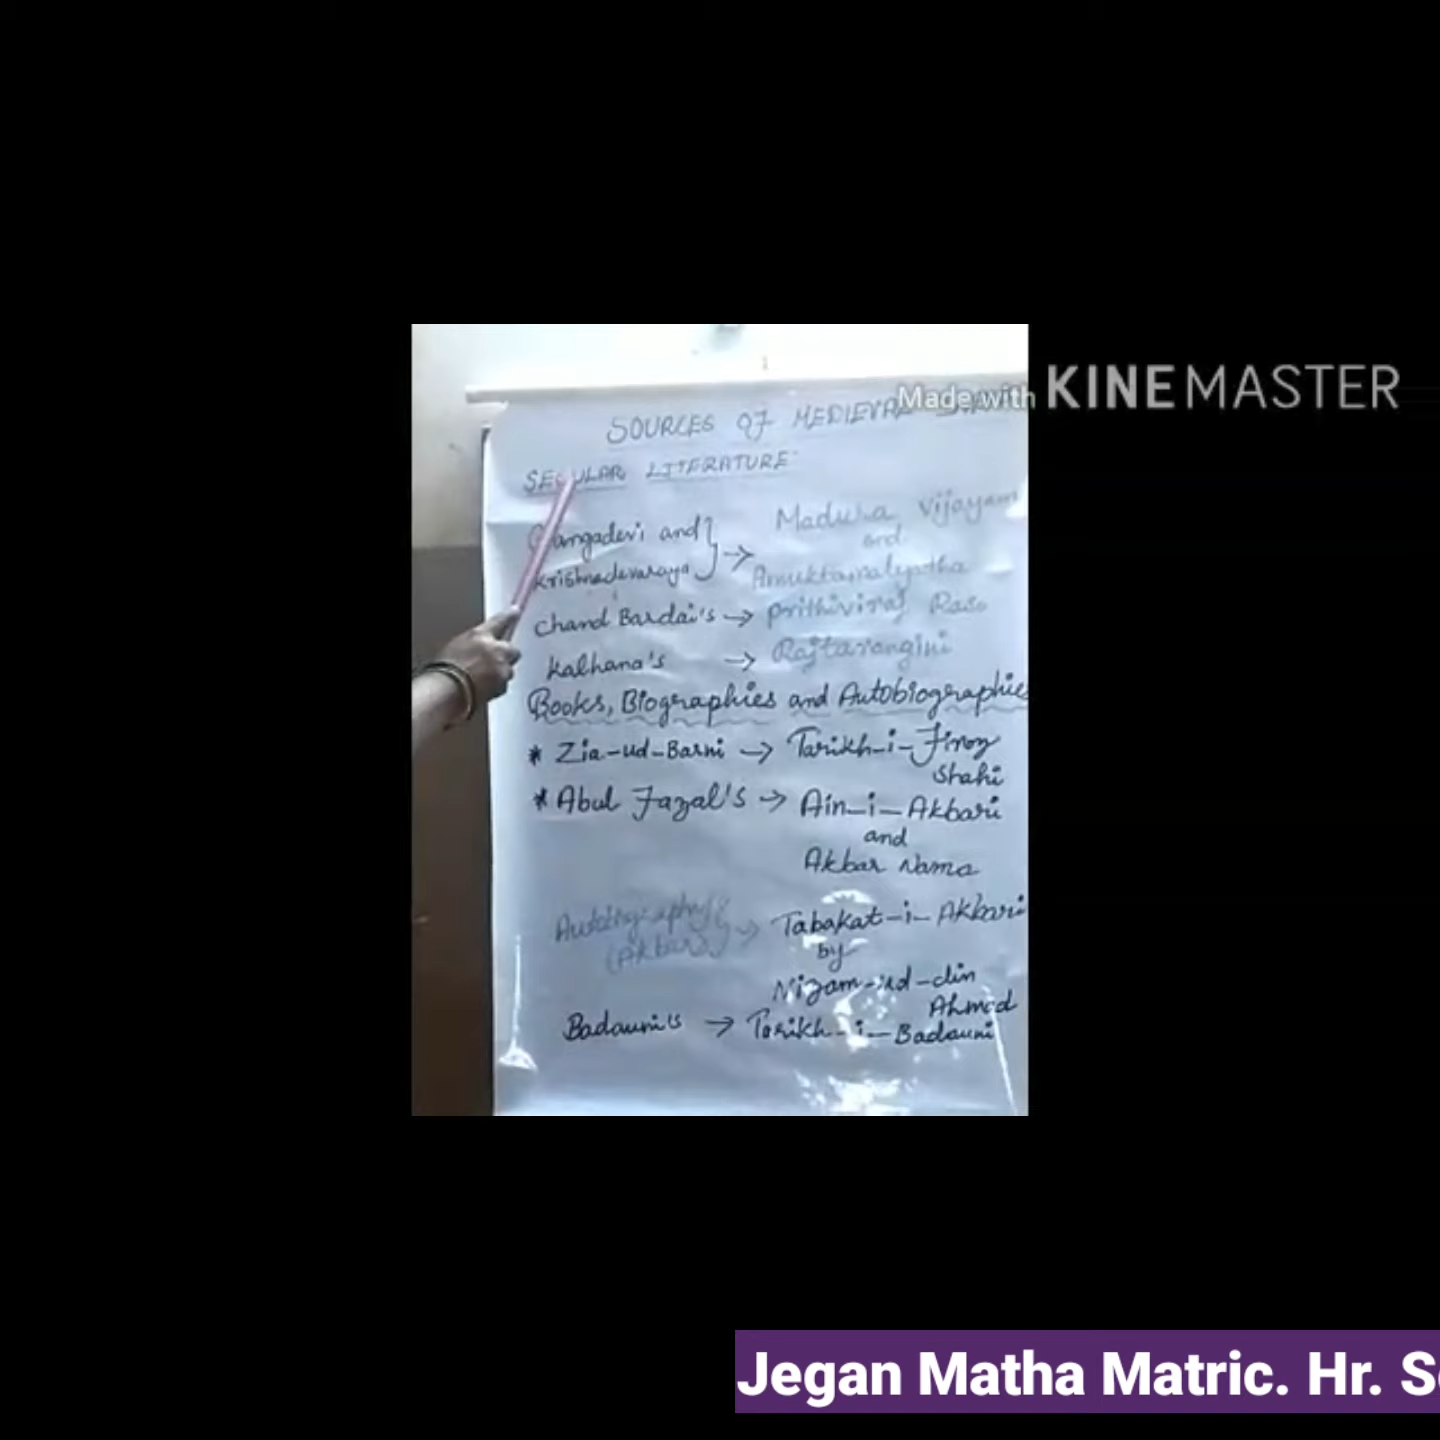 Made with KINEMASTER
SOURCES OF MEDIEVAL
SECULAR LITERATURE
Gangadevi and
Krishnadevaraya
→ Madura Vijayam
and
Amuktamalyatha
Chand Bardai's → Prithiviraj Raso
Kalhana's → Rajtarangini
Books, Biographies and Autobiographies
* Zia-ud-Barni → Tarikh-i-Firoz
Shahi
* Abul Fazal's → Ain-i-Akbari
and
Akbar Nama
Autobiography
(Akbar) → Tabakat-i-Akbari
by
Nizam-ud-din
Ahmed
Badauni's → Tarikh-i-Badauni
Jegan Matha Matric. Hr.